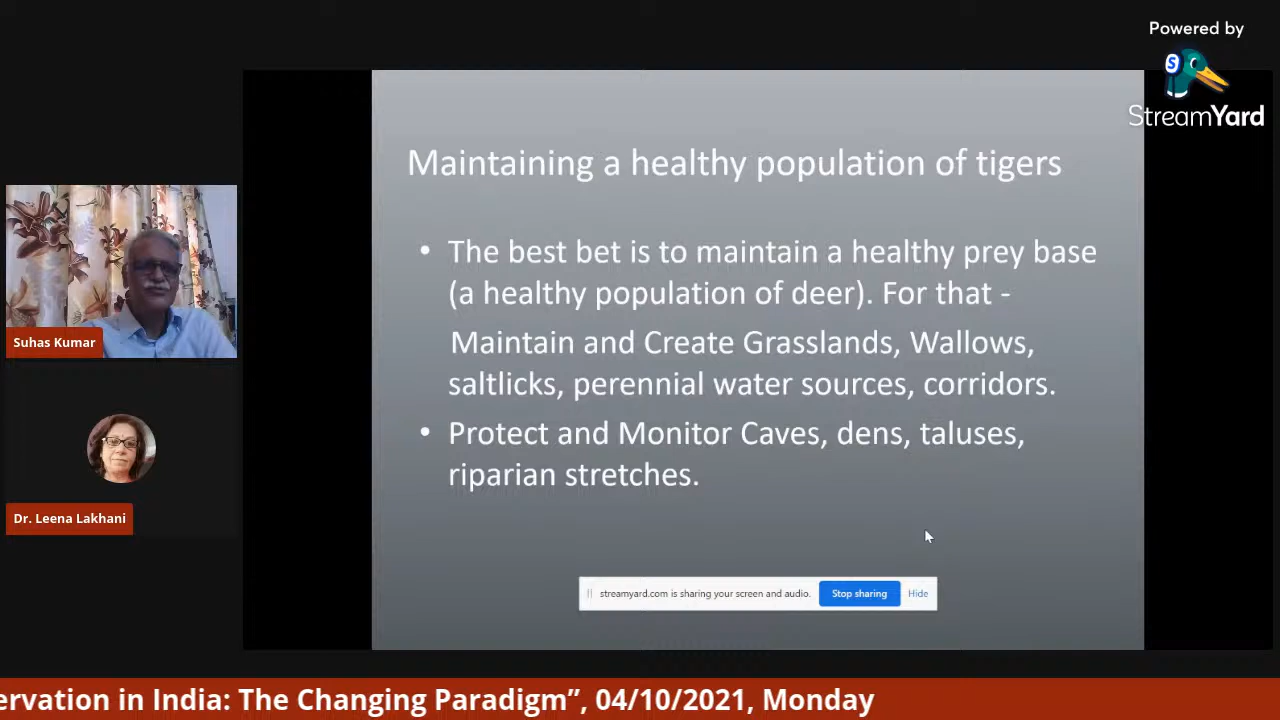 Powered by
StreamYard
Maintaining a healthy population of tigers
• The best bet is to maintain a healthy prey base
(a healthy population of deer). For that -
Maintain and Create Grasslands, Wallows,
saltlicks, perennial water sources, corridors.
• Protect and Monitor Caves, dens, taluses,
riparian stretches.
Suhas Kumar
Dr. Leena Lakhani
streamyard.com is sharing your screen and audio. Stop sharing Hide
ervation in India: The Changing Paradigm”, 04/10/2021, Monday